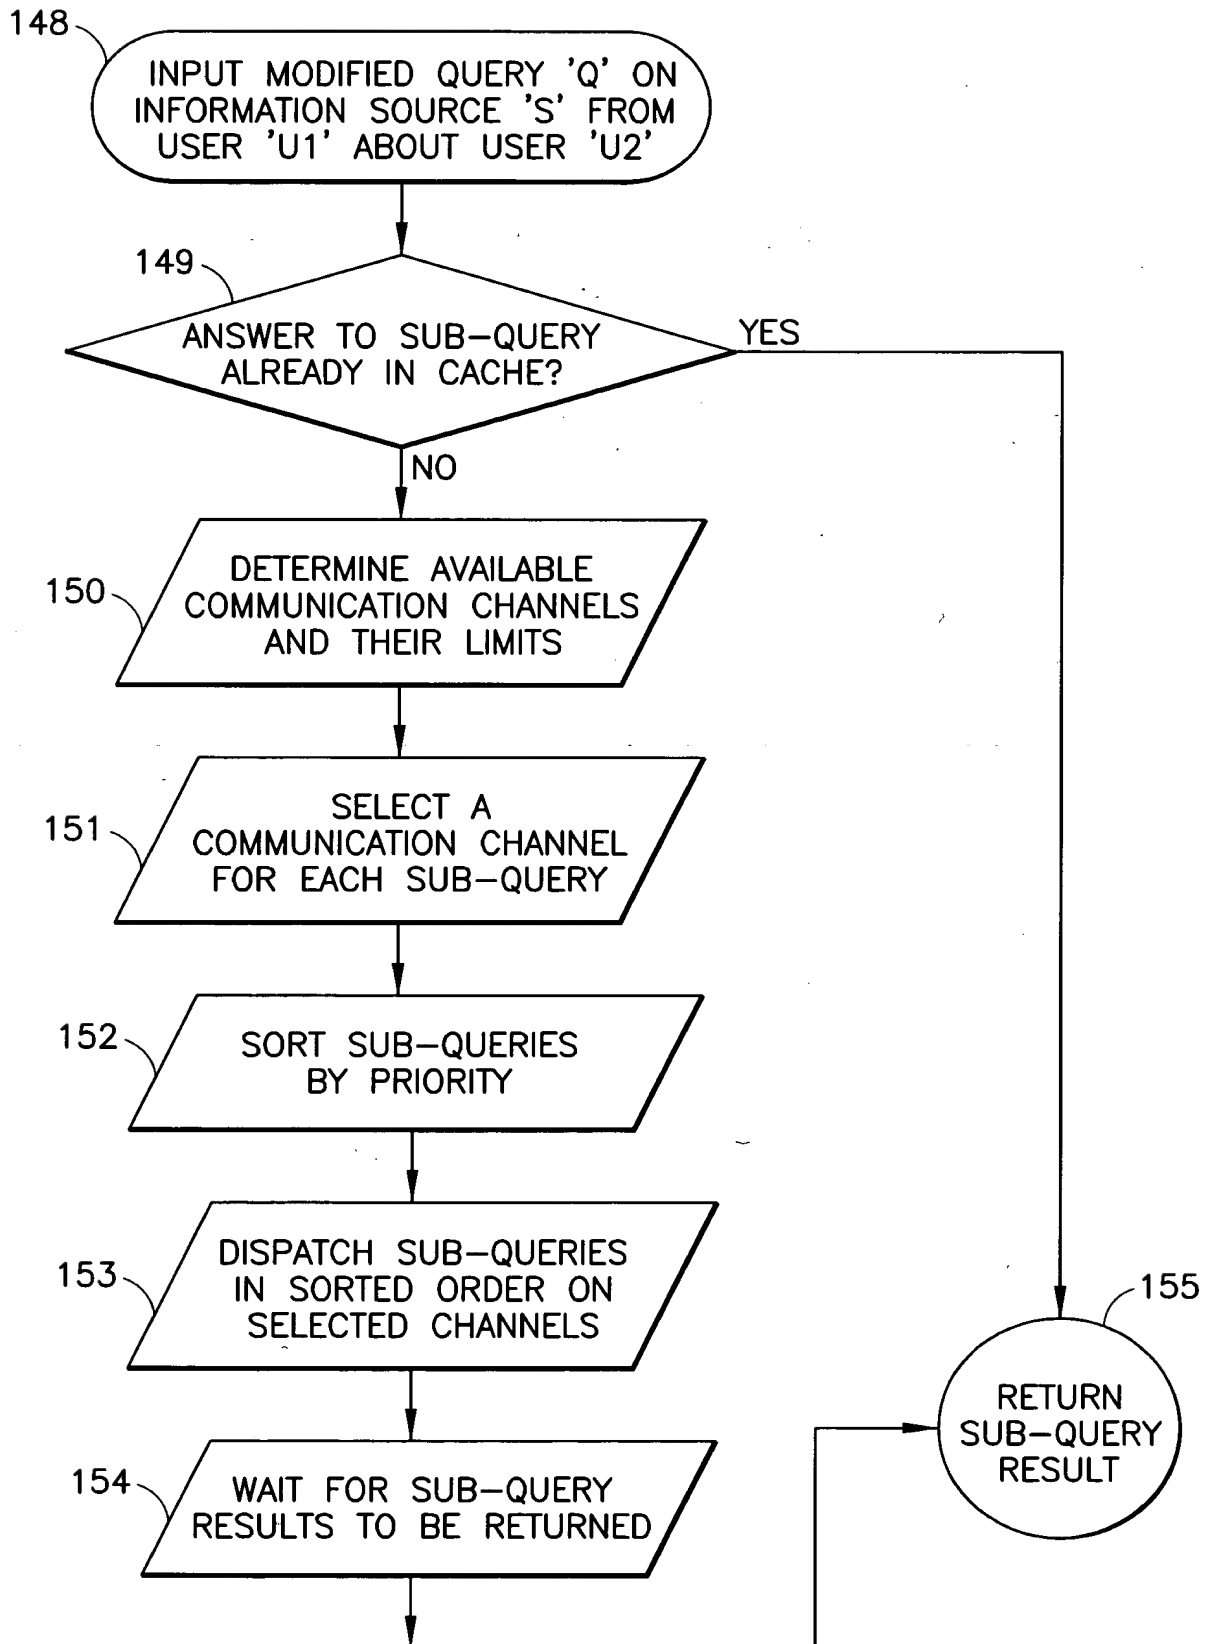 148
INPUT MODIFIED QUERY 'Q' ON
INFORMATION SOURCE 'S' FROM
USER 'U1' ABOUT USER 'U2'
149
ANSWER TO SUB-QUERY
ALREADY IN CACHE?
YES
NO
150
DETERMINE AVAILABLE
COMMUNICATION CHANNELS
AND THEIR LIMITS
151
SELECT A
COMMUNICATION CHANNEL
FOR EACH SUB-QUERY
152
SORT SUB-QUERIES
BY PRIORITY
153
DISPATCH SUB-QUERIES
IN SORTED ORDER ON
SELECTED CHANNELS
155
RETURN
SUB-QUERY
RESULT
154
WAIT FOR SUB-QUERY
RESULTS TO BE RETURNED